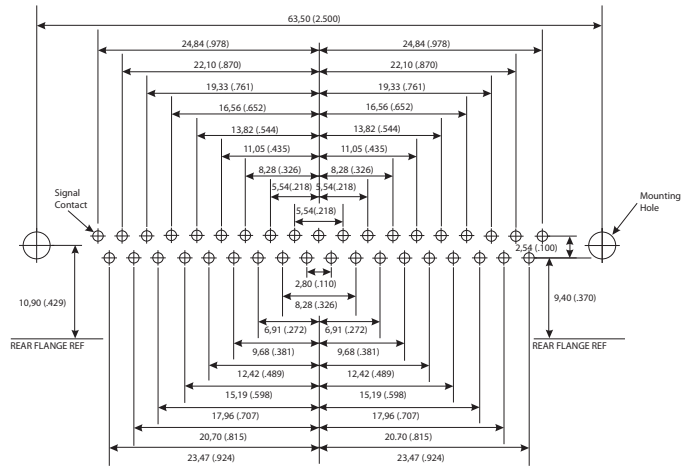 63,50 (2.500)
24,84 (.978) 24,84 (.978)
22,10 (.870) 22,10 (.870)
19,33 (.761) 19,33 (.761)
16,56 (.652) 16,56 (.652)
13,82 (.544) 13,82 (.544)
11,05 (.435) 11,05 (.435)
8,28 (.326) 8,28 (.326)
5,54(.218) 5,54(.218)
Signal
Contact
Mounting
Hole
5,54(.218)
2,54 (.100)
2,80 (.110)
10,90 (.429) 9,40 (.370)
8,28 (.326)
6,91 (.272) 6,91 (.272)
REAR FLANGE REF REAR FLANGE REF
9,68 (.381) 9,68 (.381)
12,42 (.489) 12,42 (.489)
15,19 (.598) 15,19 (.598)
17,96 (.707) 17,96 (.707)
20,70 (.815) 20.70 (.815)
23,47 (.924) 23,47 (.924)